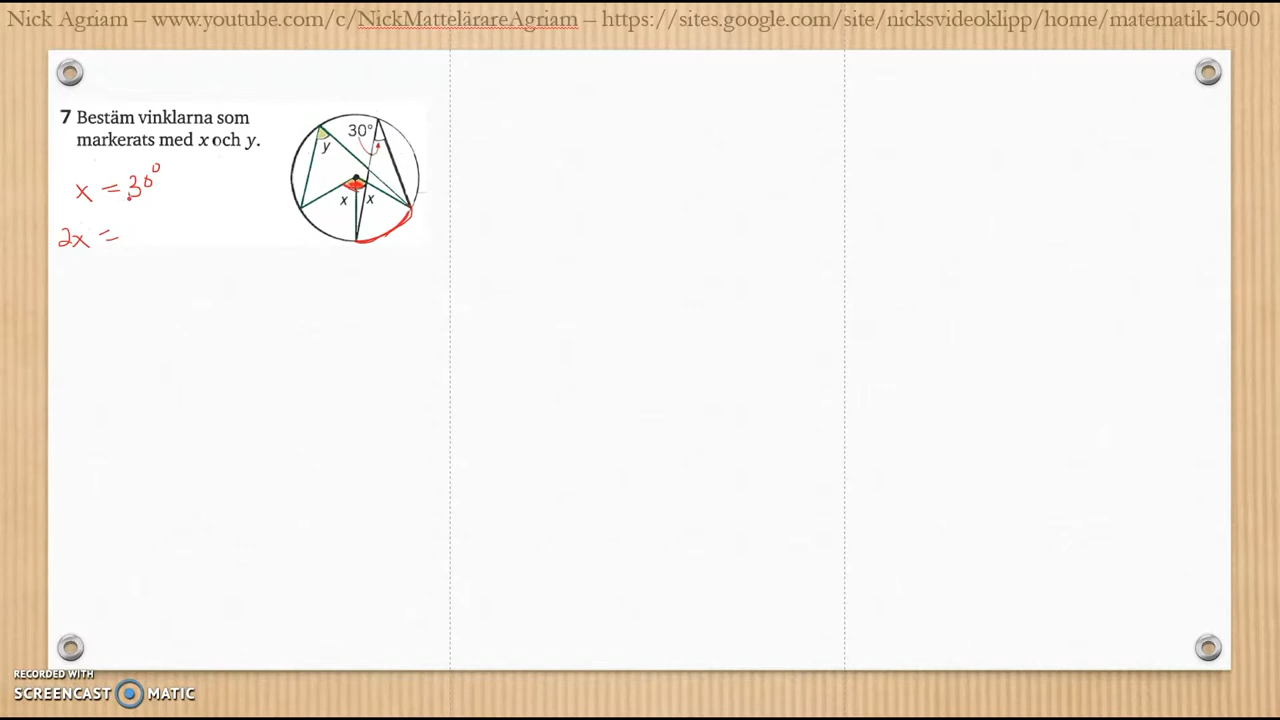 Nick Agriam – www.youtube.com/c/NickMattelärareAgriam – https://sites.google.com/site/nicksvideoklipp/home/matematik-5000
7 Bestäm vinklarna som
markerats med x och y.
30°
y
x x
x = 30°
2x =
RECORDED WITH
SCREENCAST MATIC